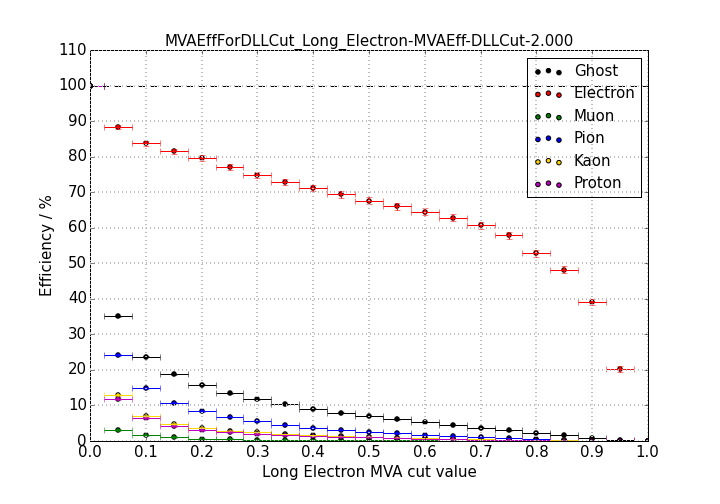 MVAEffForDLLCut_Long_Electron-MVAEff-DLLCut-2.000
110
100
90
80
70
60
50
40
30
20
10
0
Efficiency / %
Ghost
Electron
Muon
Pion
Kaon
Proton
0.0 0.1 0.2 0.3 0.4 0.5 0.6 0.7 0.8 0.9 1.0
Long Electron MVA cut value